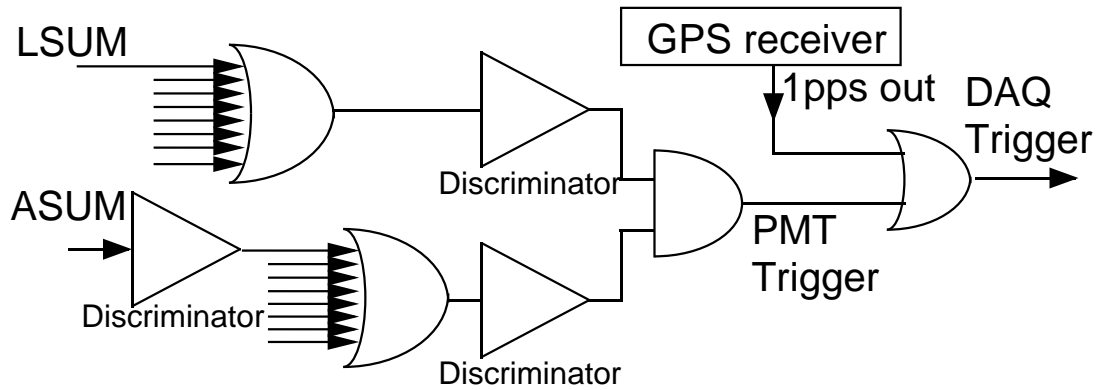 LSUM
GPS receiver
1pps out
DAQ
Trigger
Discriminator
ASUM
PMT
Trigger
Discriminator
Discriminator